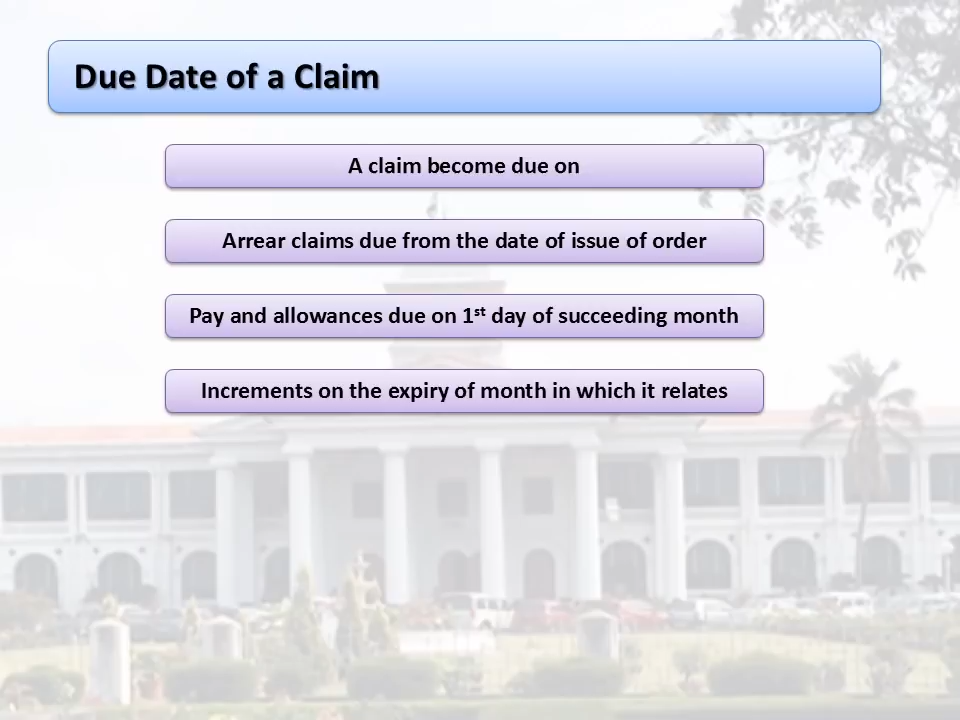 Due Date of a Claim
A claim become due on
Arrear claims due from the date of issue of order
Pay and allowances due on 1st day of succeeding month
Increments on the expiry of month in which it relates